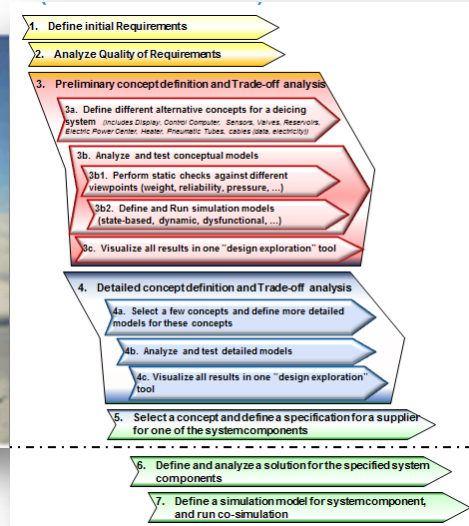 1. Define initial Requirements
2. Analyze Quality of Requirements
3. Preliminary concept definition and Trade-off analysis
3a. Define different alternative concepts for a deicing
system (Includes Display, Control Computer, Sensors, Valves, Reservoirs,
Electric Power Center, Heater, Pneumatic Tubes, cables (data, electricity))
3b. Analyze and test conceptual models
3b1. Perform static checks against different
viewpoints (weight, reliability, pressure, ...)
3b2. Define and Run simulation models
(state-based, dynamic, dysfunctional, ...)
3c. Visualize all results in one "design exploration" tool
4. Detailed concept definition and Trade-off analysis
4a. Select a few concepts and define more detailed
models for these concepts
4b. Analyze and test detailed models
4c. Visualize all results in one "design exploration"
tool
5. Select a concept and define a specification for a supplier
for one of the system components
6. Define and analyze a solution for the specified system
components
7. Define a simulation model for system component,
and run co-simulation